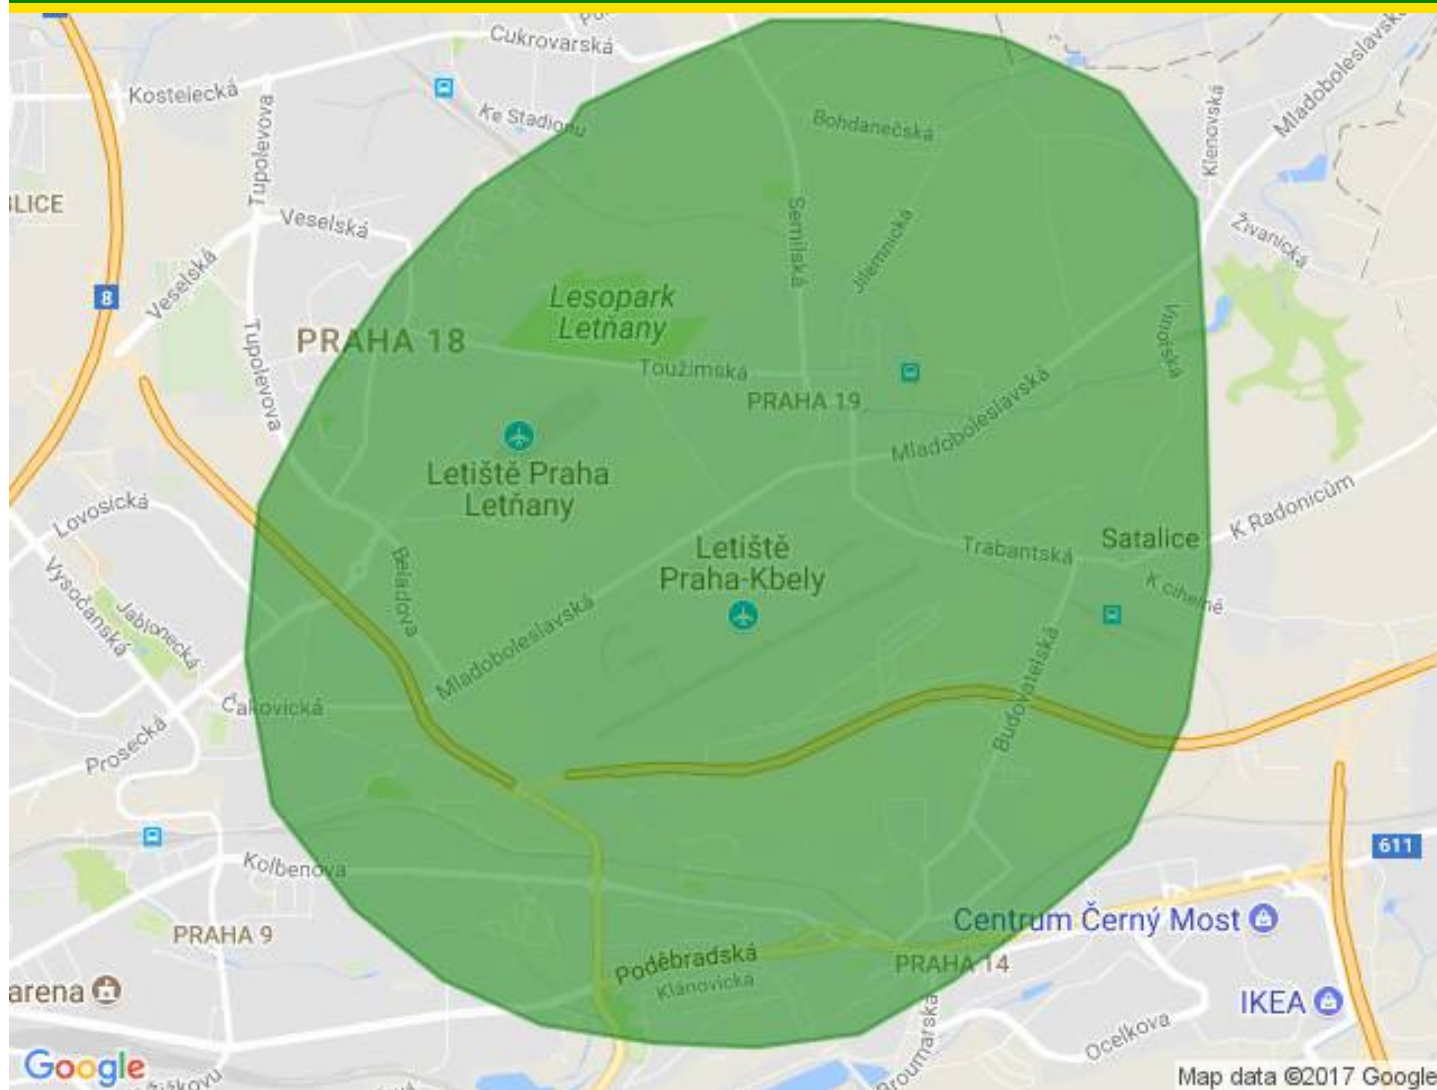 Cukrovarská
Kostelecká
Ke Stadionu
Bohdanečská
Mladoboleslavská
Klenovská
Tupolevova
Veselská
Semilská
Jilemnická
Živanická
Veselská
8
Lesopark
Letňany
Vinořská
PRAHA 18
Toužimská
Tupolevova
PRAHA 19
Mladoboleslavská
Letiště Praha
Letňany
K Radonicům
Lovosická
Letiště
Praha-Kbely
Trabantská
Satalice
Beladova
K cihelně
Vysočanská
Jablonecká
Mladoboleslavská
Budovatelská
Čakovická
Prosecká
611
Kolbenova
Centrum Černý Most
PRAHA 9
Poděbradská
PRAHA 14
Klánovická
arena
IKEA
Ocelkova
Broumarská
Google
Map data ©2017 Google